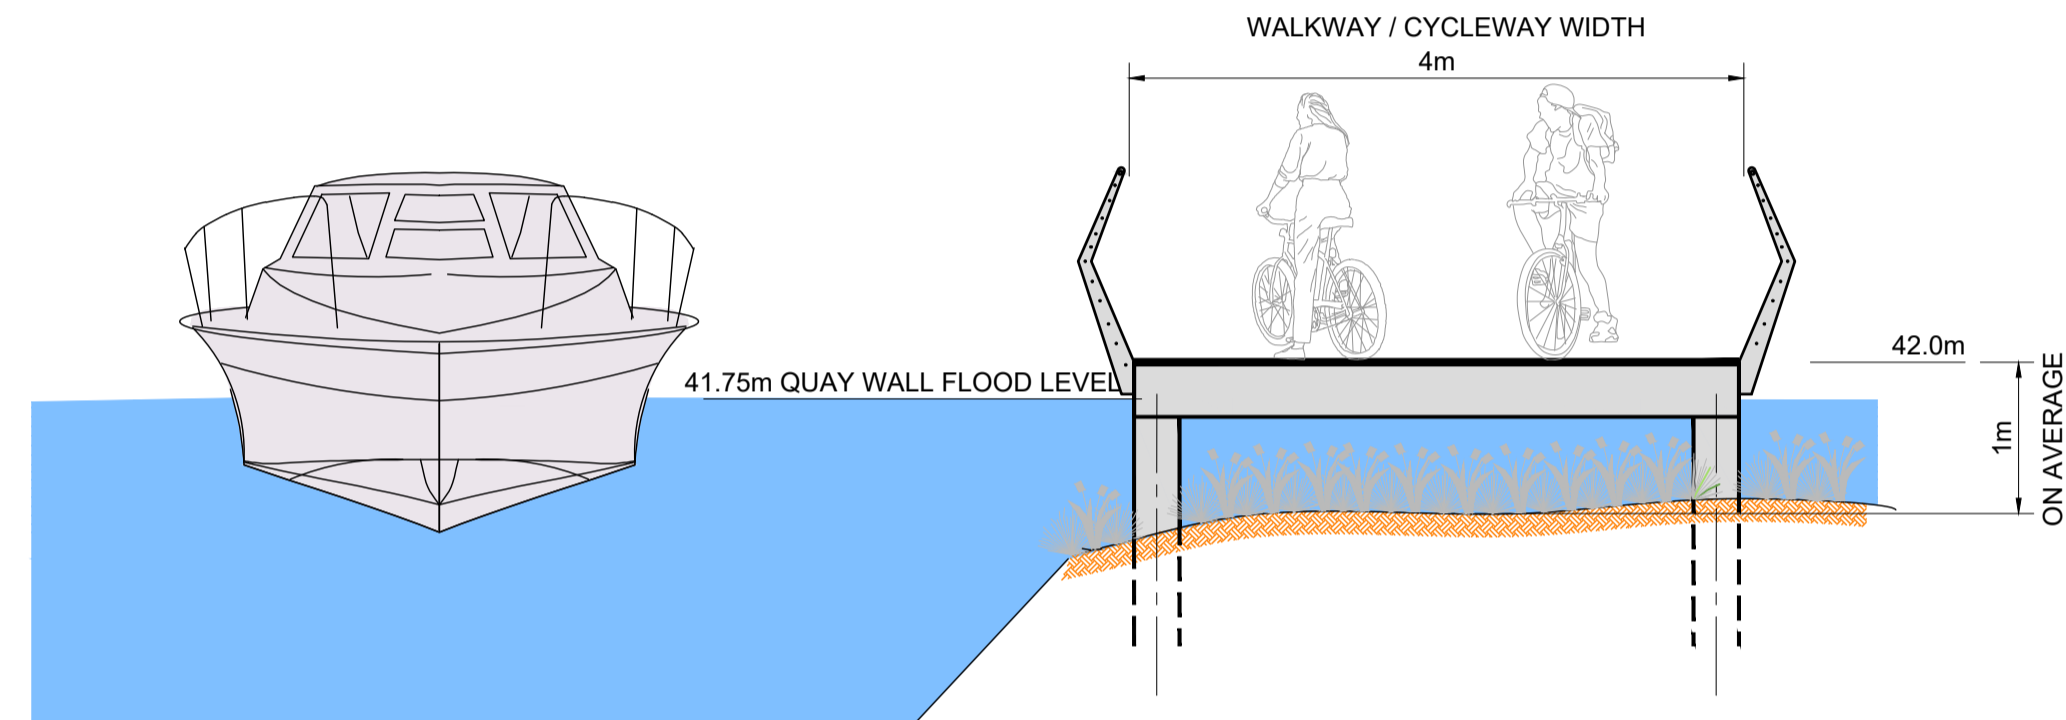 WALKWAY / CYCLEWAY WIDTH
4m
41.75m QUAY WALL FLOOD LEVEL
42.0m
1m
ON AVERAGE